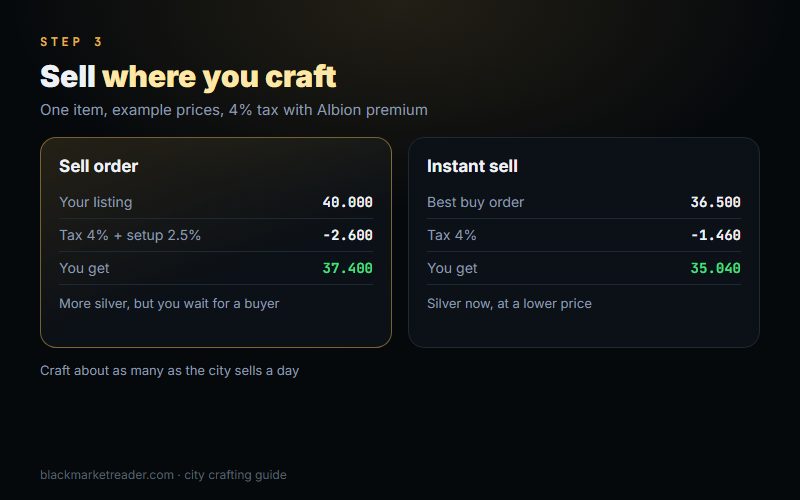 STEP 3
Sell where you craft
One item, example prices, 4% tax with Albion premium
Sell order
Your listing 40.000
Tax 4% + setup 2.5% -2.600
You get 37.400
More silver, but you wait for a buyer
Instant sell
Best buy order 36.500
Tax 4% -1.460
You get 35.040
Silver now, at a lower price
Craft about as many as the city sells a day
blackmarketreader.com · city crafting guide